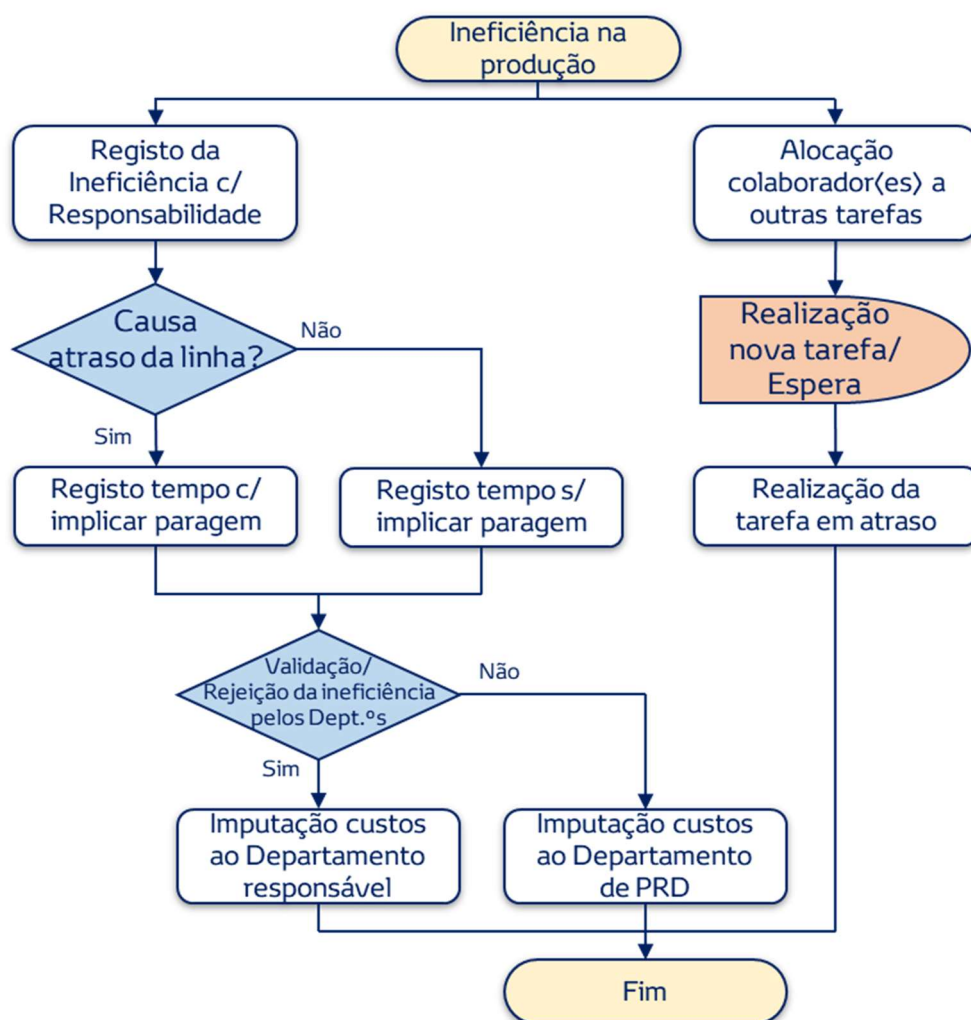 Ineficiência na
produção
Registo da
Ineficiência c/
Responsabilidade
Alocação
colaborador(es) a
outras tarefas
Causa
atraso da linha?
Não
Sim
Realização
nova tarefa/
Espera
Registo tempo c/
implicar paragem
Registo tempo s/
implicar paragem
Realização da
tarefa em atraso
Validação/
Rejeição da ineficiência
pelos Dept.ºs
Não
Sim
Imputação custos
ao Departamento
responsável
Imputação custos
ao Departamento
de PRD
Fim